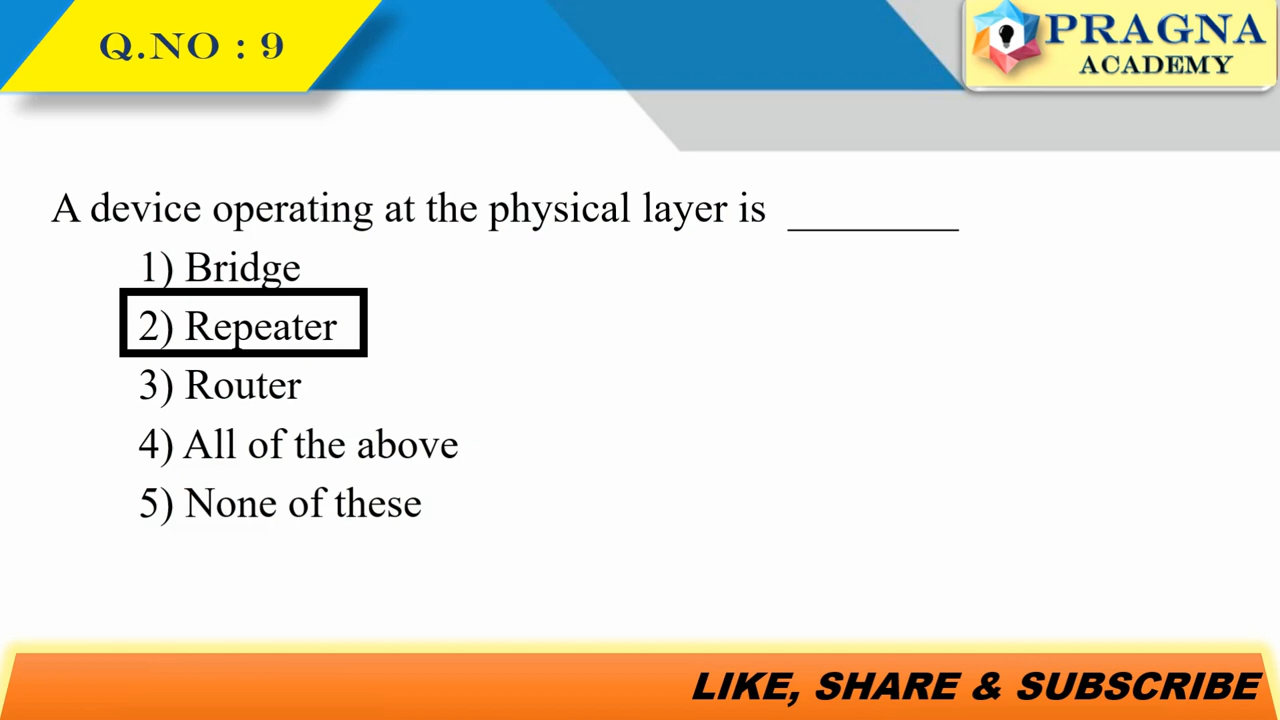 Q.NO : 9
PRAGNA
ACADEMY
A device operating at the physical layer is _________
1) Bridge
2) Repeater
3) Router
4) All of the above
5) None of these
LIKE, SHARE & SUBSCRIBE